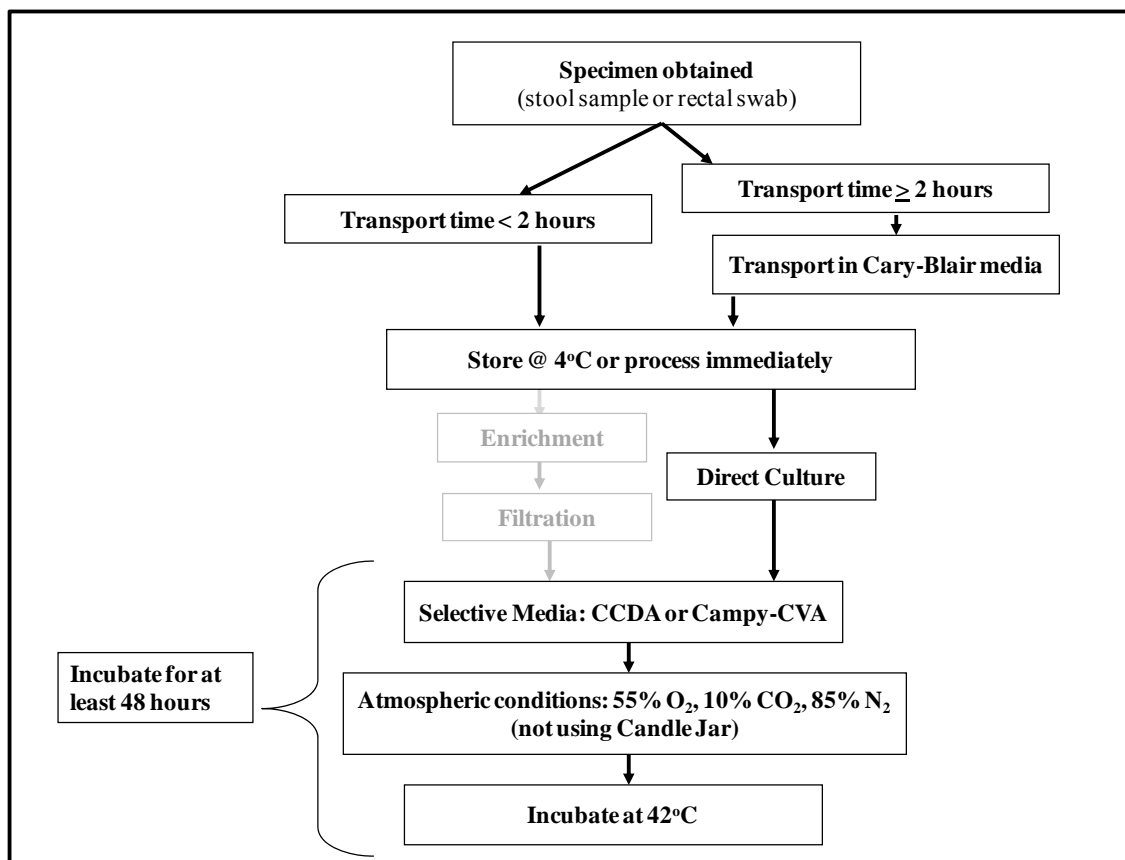 Specimen obtained
(stool sample or rectal swab)
Transport time < 2 hours
Transport time ≥ 2 hours
Transport in Cary-Blair media
Store @ 4ºC or process immediately
Enrichment
Direct Culture
Filtration
Selective Media: CCDA or Campy-CVA
Incubate for at
least 48 hours
Atmospheric conditions: 55% O₂, 10% CO₂, 85% N₂
(not using Candle Jar)
Incubate at 42ºC